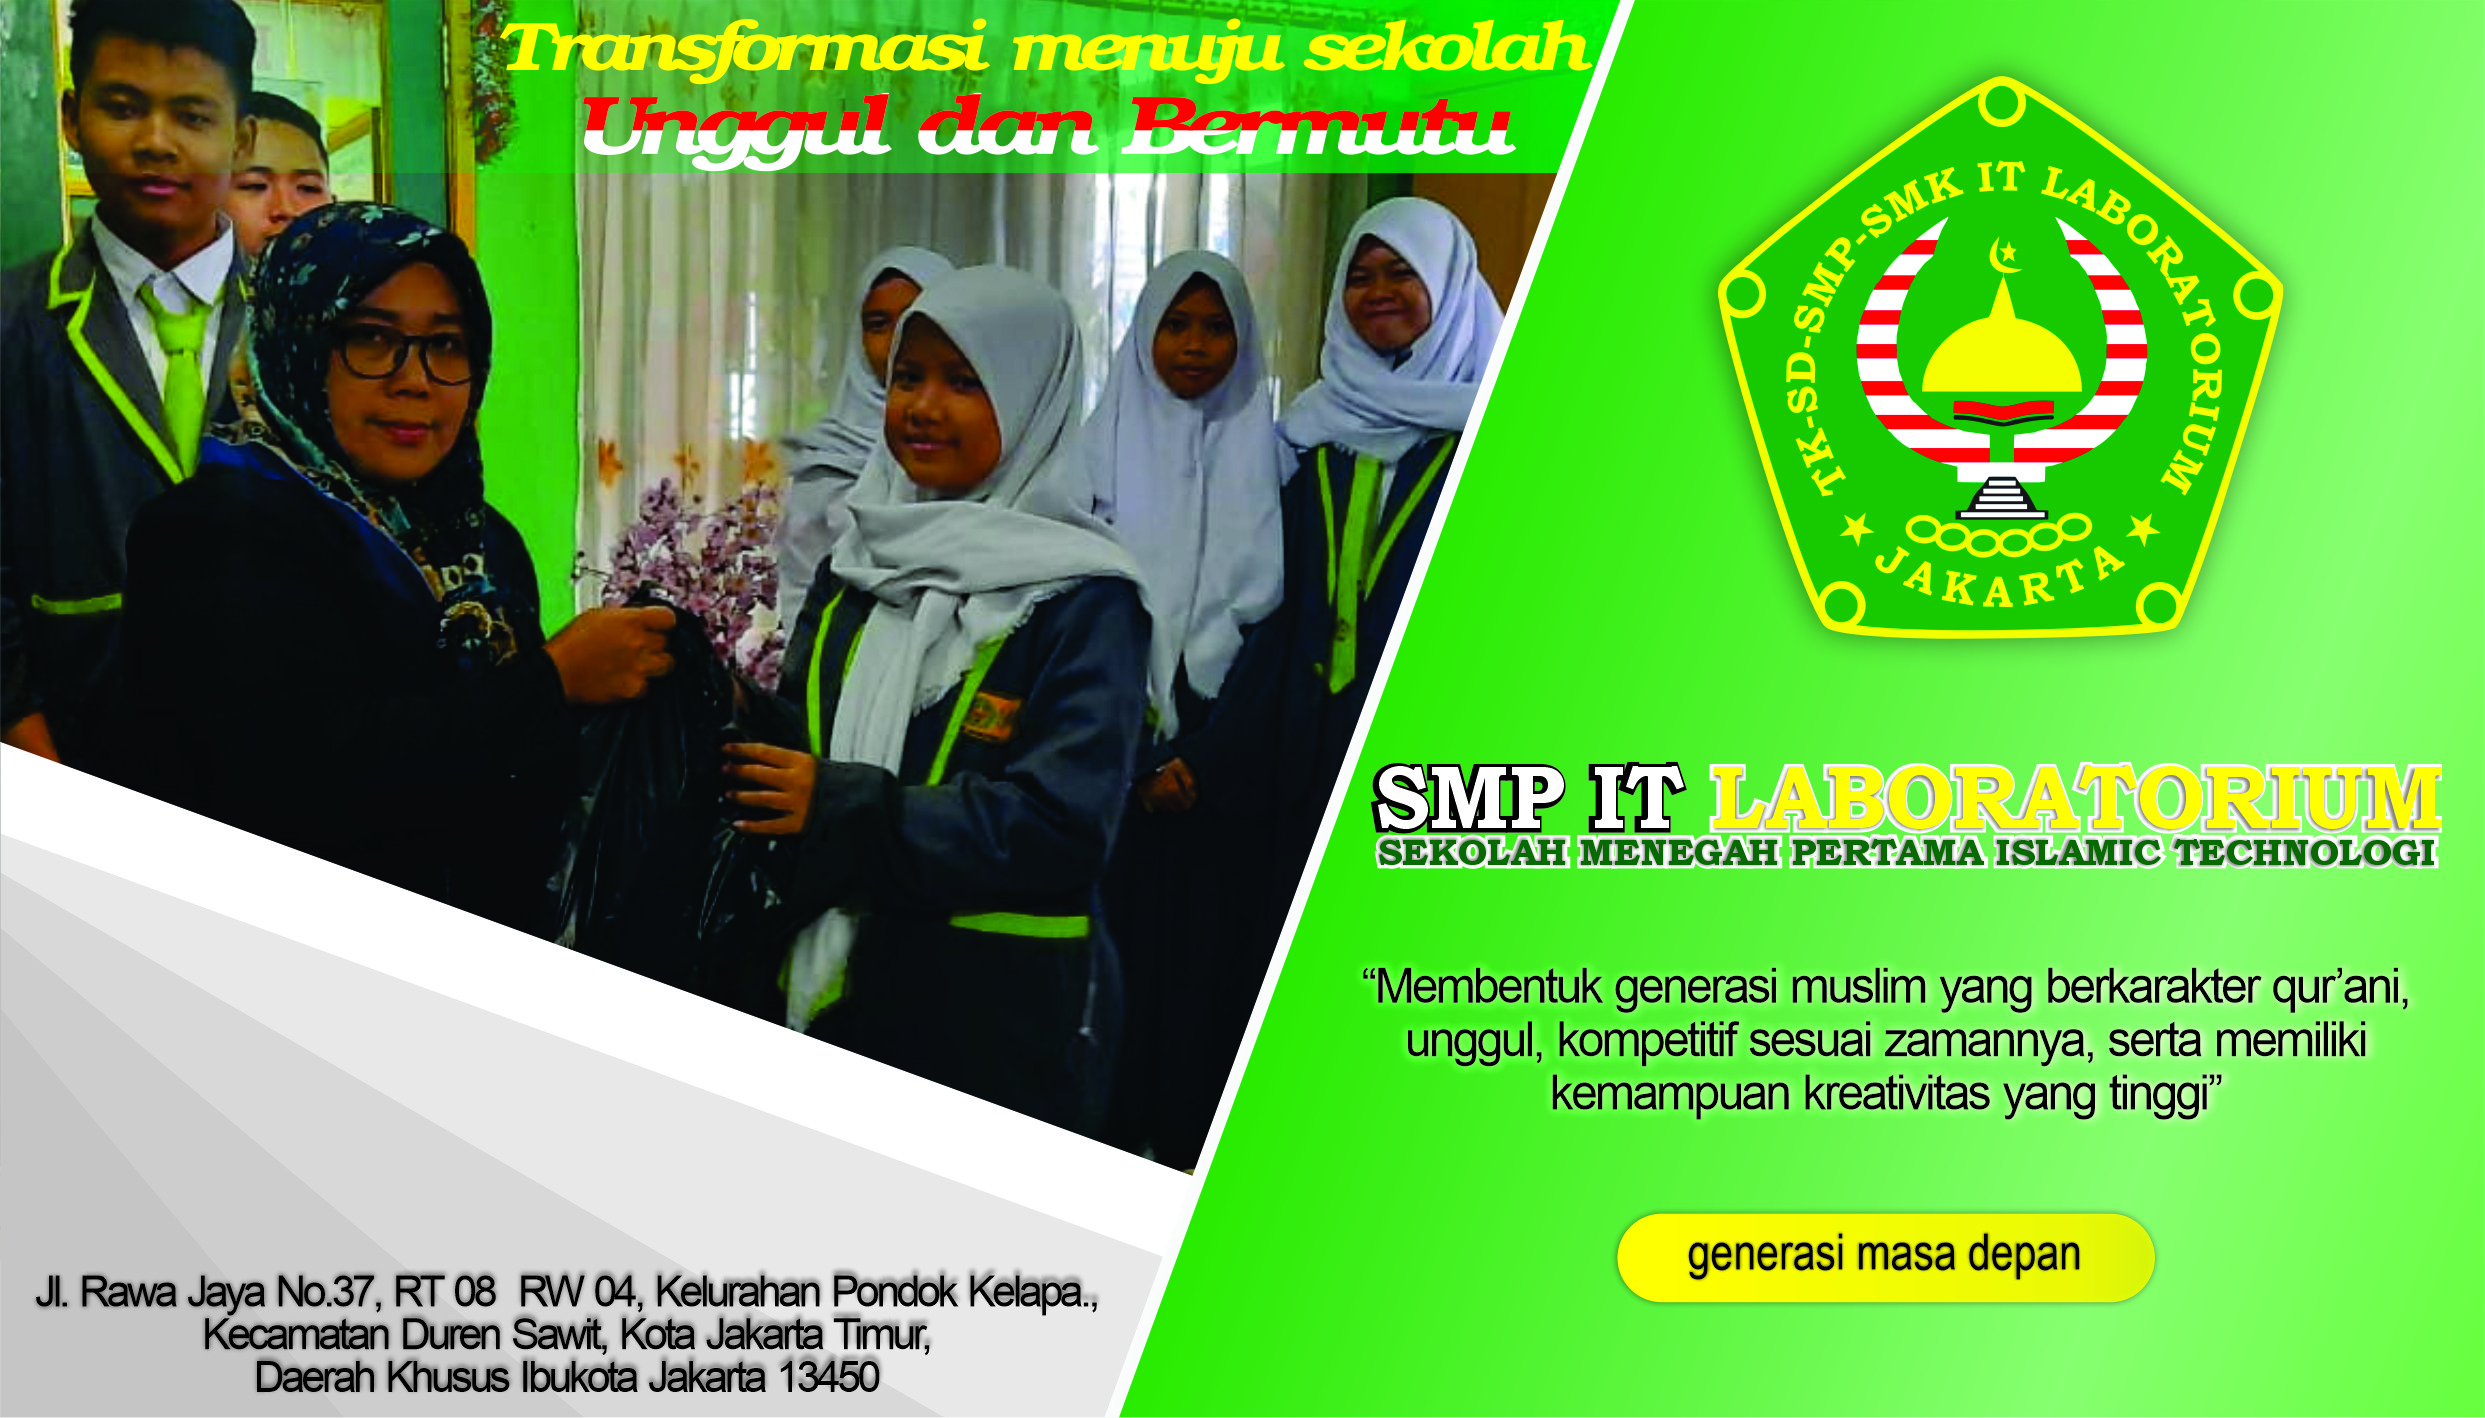 Transformasi menuju sekolah
Unggul dan Bermutu
TK-SD-SMP-SMK IT LABORATORIUM
JAKARTA
SMP IT LABORATORIUM
SEKOLAH MENEGAH PERTAMA ISLAMIC TECHNOLOGI
“Membentuk generasi muslim yang berkarakter qur’ani,
unggul, kompetitif sesuai zamannya, serta memiliki
kemampuan kreativitas yang tinggi”
generasi masa depan
Jl. Rawa Jaya No.37, RT 08 RW 04, Kelurahan Pondok Kelapa.,
Kecamatan Duren Sawit, Kota Jakarta Timur,
Daerah Khusus Ibukota Jakarta 13450